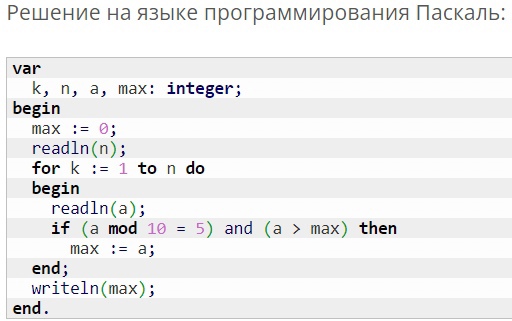 Решение на языке программирования Паскаль:
var
  k, n, a, max: integer;
begin
  max := 0;
  readln(n);
  for k := 1 to n do
  begin
    readln(a);
    if (a mod 10 = 5) and (a > max) then
      max := a;
  end;
  writeln(max);
end.